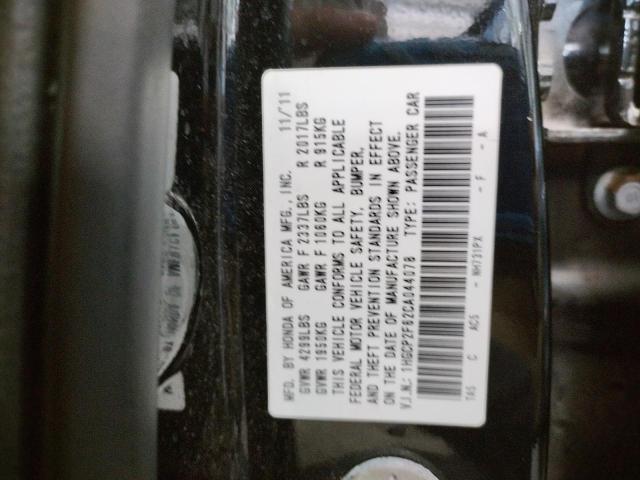 MFD. BY HONDA OF AMERICA MFG., INC. 11/'11
GVWR 4299LBS GAWR F 2337LBS R 2017LBS
GVWR 1950KG GAWR F 1060KG R 915KG
THIS VEHICLE CONFORMS TO ALL APPLICABLE
FEDERAL MOTOR VEHICLE SAFETY, BUMPER,
AND THEFT PREVENTION STANDARDS IN EFFECT
ON THE DATE OF MANUFACTURE SHOWN ABOVE.
V.I.N.: 1HGCP2F82CA044078 TYPE: PASSENGER CAR
TA5 C AC5 - NH731PX - F - A